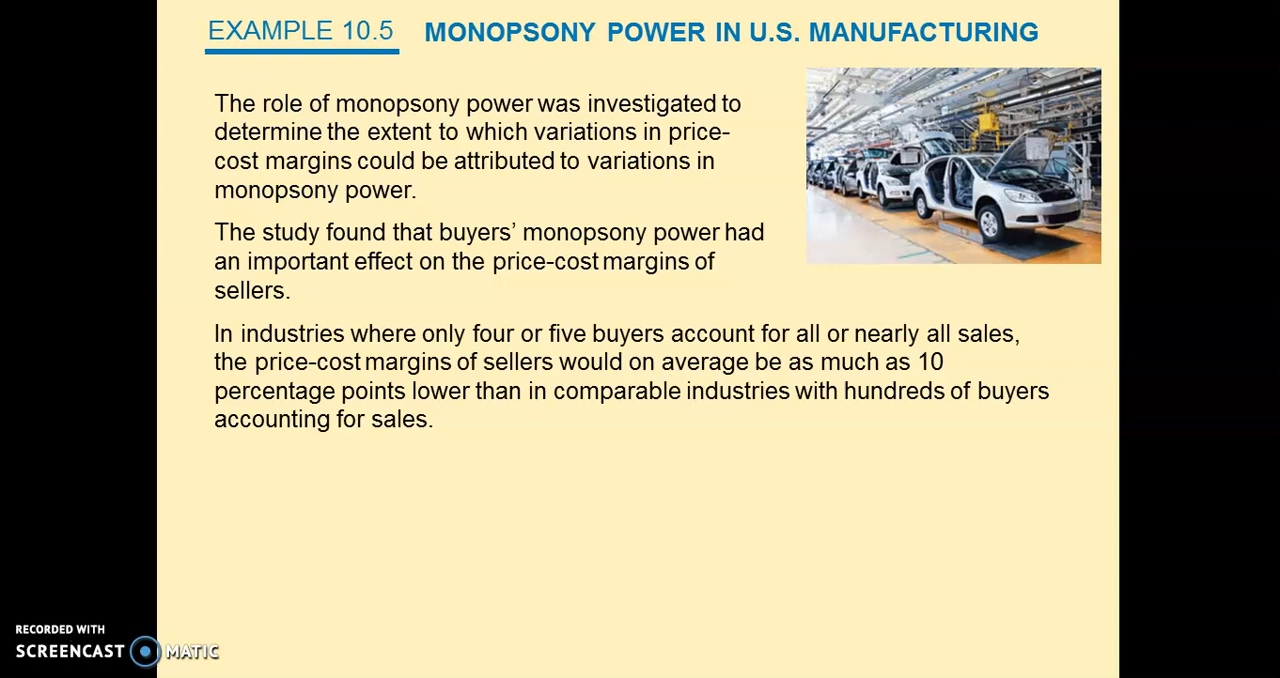 EXAMPLE 10.5 MONOPSONY POWER IN U.S. MANUFACTURING
The role of monopsony power was investigated to
determine the extent to which variations in price-
cost margins could be attributed to variations in
monopsony power.
The study found that buyers’ monopsony power had
an important effect on the price-cost margins of
sellers.
In industries where only four or five buyers account for all or nearly all sales,
the price-cost margins of sellers would on average be as much as 10
percentage points lower than in comparable industries with hundreds of buyers
accounting for sales.
RECORDED WITH
SCREENCAST MATIC